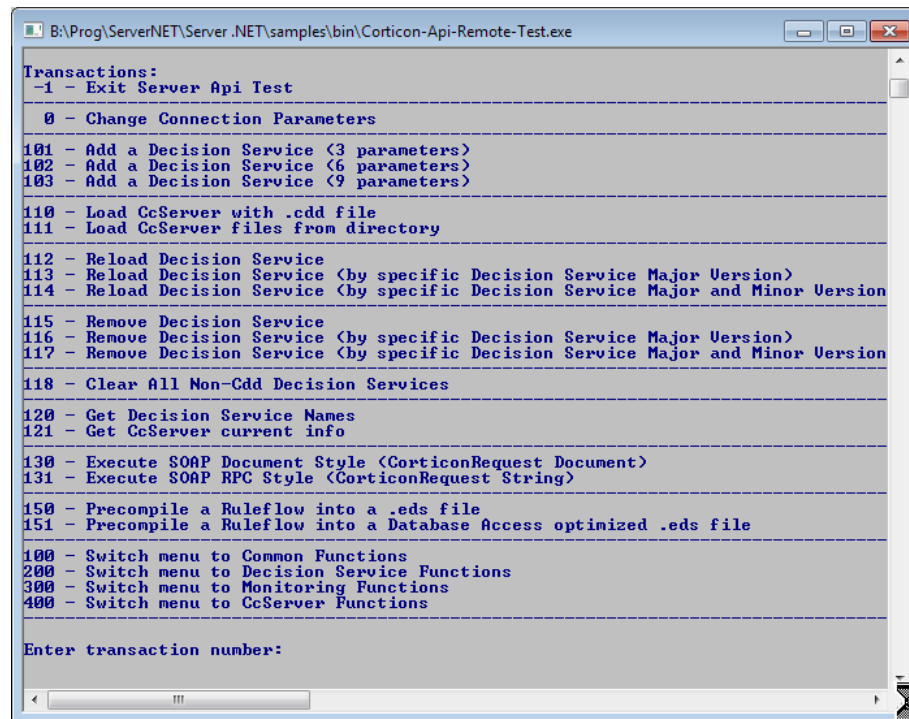 B:\Prog\ServerNET\Server .NET\samples\bin\Corticon-Api-Remote-Test.exe
Transactions:
-1 - Exit Server Api Test
0 - Change Connection Parameters
101 - Add a Decision Service (3 parameters)
102 - Add a Decision Service (6 parameters)
103 - Add a Decision Service (9 parameters)
110 - Load CcServer with .cdd file
111 - Load CcServer files from directory
112 - Reload Decision Service
113 - Reload Decision Service (by specific Decision Service Major Version)
114 - Reload Decision Service (by specific Decision Service Major and Minor Version
115 - Remove Decision Service
116 - Remove Decision Service (by specific Decision Service Major Version)
117 - Remove Decision Service (by specific Decision Service Major and Minor Version
118 - Clear All Non-Cdd Decision Services
120 - Get Decision Service Names
121 - Get CcServer current info
130 - Execute SOAP Document Style (CorticonRequest Document)
131 - Execute SOAP RPC Style (CorticonRequest String)
150 - Precompile a Ruleflow into a .eds file
151 - Precompile a Ruleflow into a Database Access optimized .eds file
100 - Switch menu to Common Functions
200 - Switch menu to Decision Service Functions
300 - Switch menu to Monitoring Functions
400 - Switch menu to CcServer Functions
Enter transaction number: